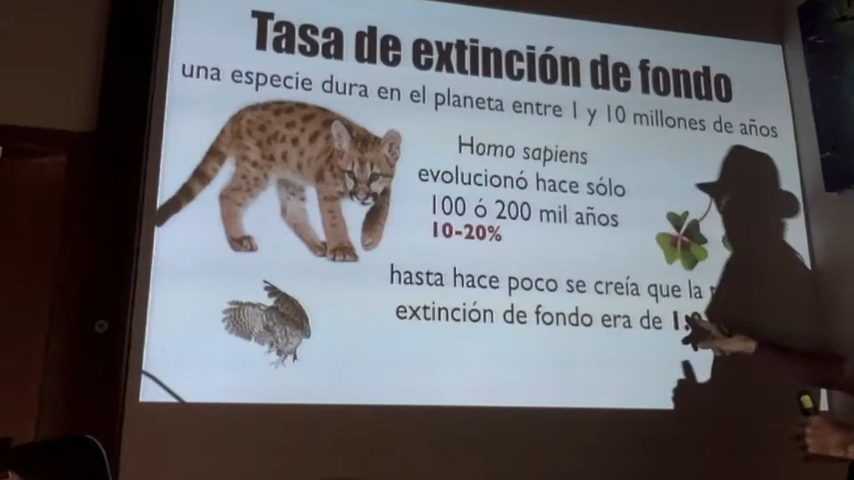 Tasa de extinción de fondo
una especie dura en el planeta entre 1 y 10 millones de años
Homo sapiens
evolucionó hace sólo
100 ó 200 mil años
10-20%
hasta hace poco se creía que la
extinción de fondo era de